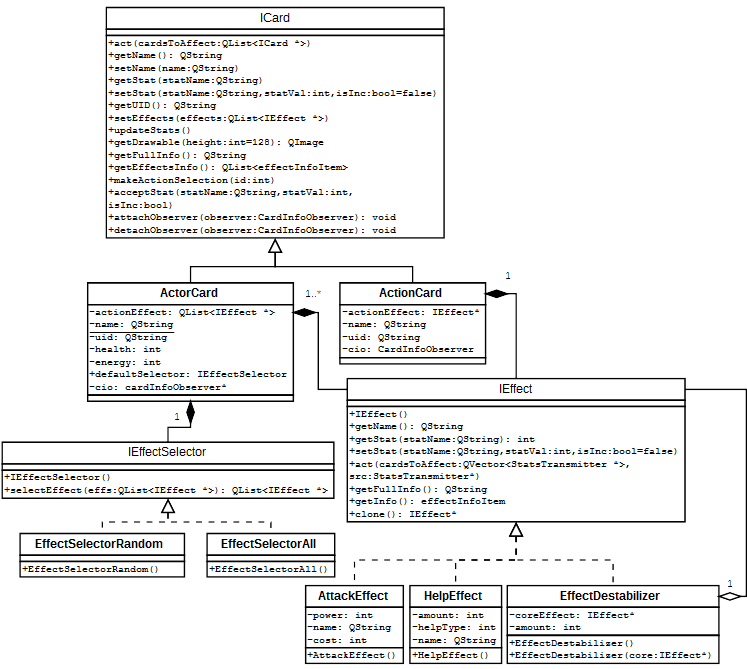 ICard
+act(cardsToAffect:QList<ICard *>)
+getName(): QString
+setName(name:QString)
+getStat(statName:QString)
+setStat(statName:QString,statVal:int,isInc:bool=false)
+getUID(): QString
+setEffects(effects:QList<IEffect *>)
+updateStats()
+getDrawable(height:int=128): QImage
+getFullInfo(): QString
+getEffectsInfo(): QList<effectInfoItem>
+makeActionSelection(id:int)
+acceptStat(statName:QString,statVal:int,
isInc:bool)
+attachObserver(observer:CardInfoObserver): void
+detachObserver(observer:CardInfoObserver): void
ActorCard
-actionEffect: QList<IEffect *>
-name: QString
-uid: QString
-health: int
-energy: int
+defaultSelector: IEffectSelector
-cio: cardInfoObserver*
1..*
ActionCard
-actionEffect: IEffect*
-name: QString
-uid: QString
-cio: CardInfoObserver
1
IEffect
+IEffect()
+getName(): QString
+getStat(statName:QString): int
+setStat(statName:QString,statVal:int,isInc:bool=false)
+act(cardsToAffect:QVector<StatsTransmitter *>,
src:StatsTransmitter*)
+getFullInfo(): QString
+getInfo(): effectInfoItem
+clone(): IEffect*
1
IEffectSelector
+IEffectSelector()
+selectEffect(effs:QList<IEffect *>): QList<IEffect *>
EffectSelectorRandom
+EffectSelectorRandom()
EffectSelectorAll
+EffectSelectorAll()
AttackEffect
-power: int
-name: QString
-cost: int
+AttackEffect()
HelpEffect
-amount: int
-helpType: int
-name: QString
+HelpEffect()
EffectDestabilizer
-coreEffect: IEffect*
-amount: int
+EffectDestabilizer()
+EffectDestabilizer(core:IEffect*)
1